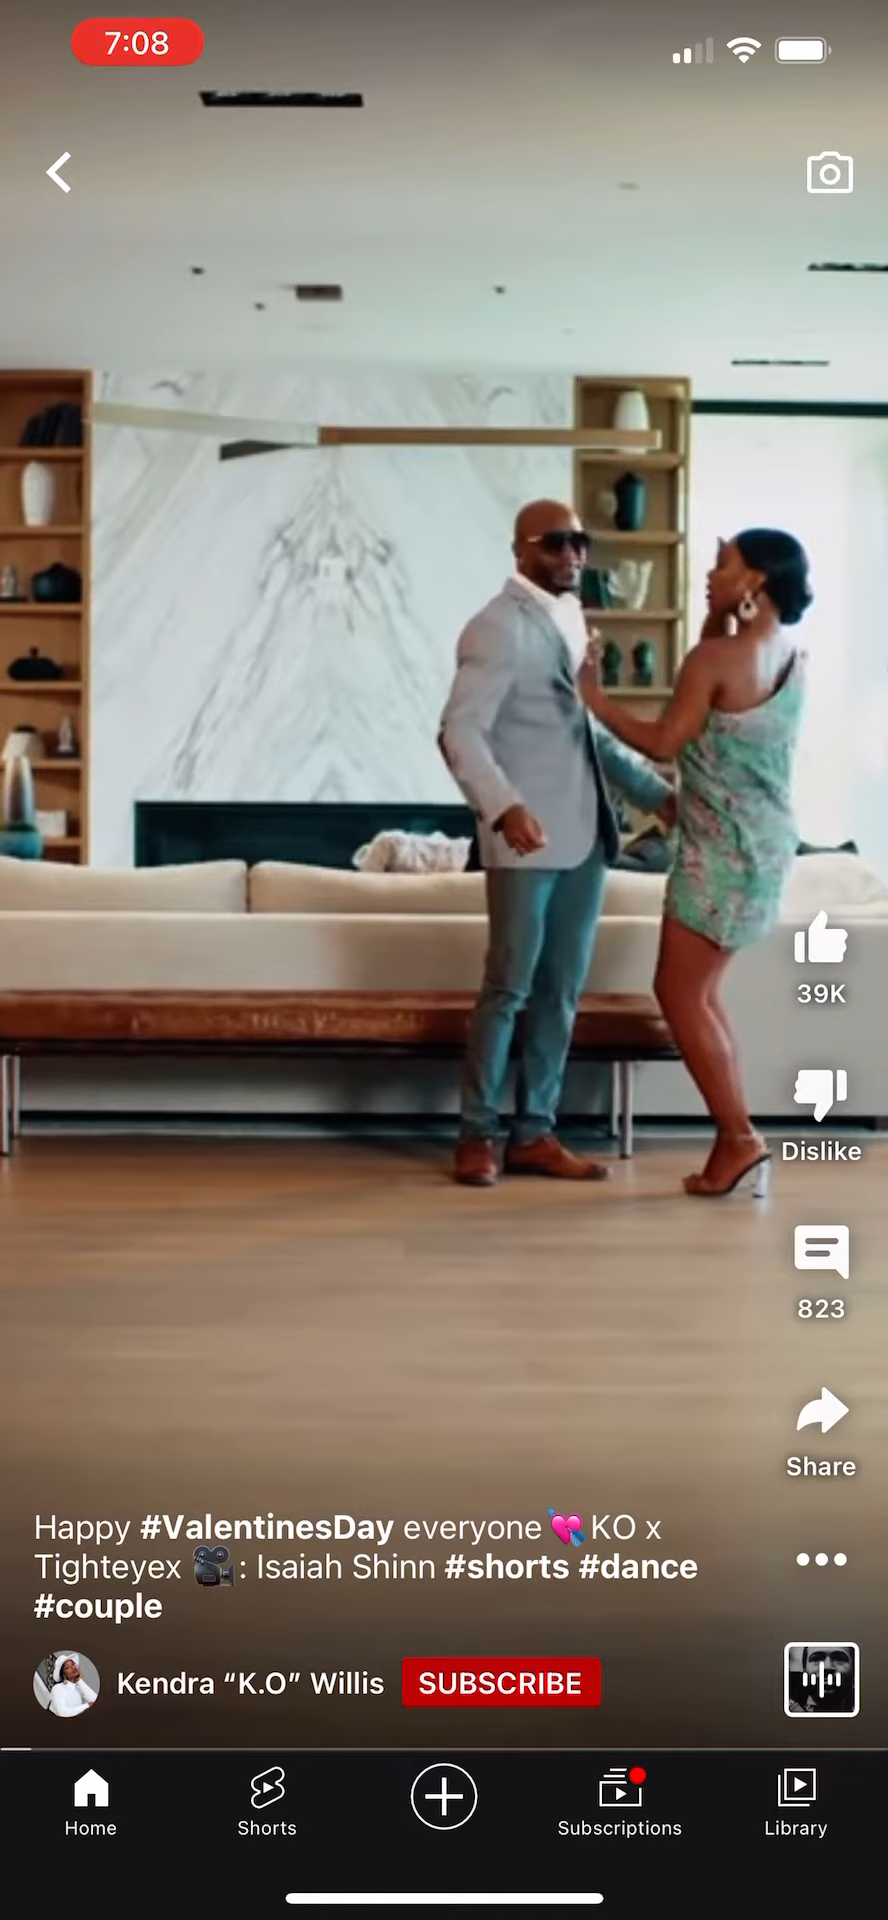 7:08
39K
Dislike
823
Share
Happy #ValentinesDay everyone 💘 KO x
Tighteyex 🎥: Isaiah Shinn #shorts #dance
#couple
Kendra “K.O” Willis SUBSCRIBE
Home Shorts Subscriptions Library